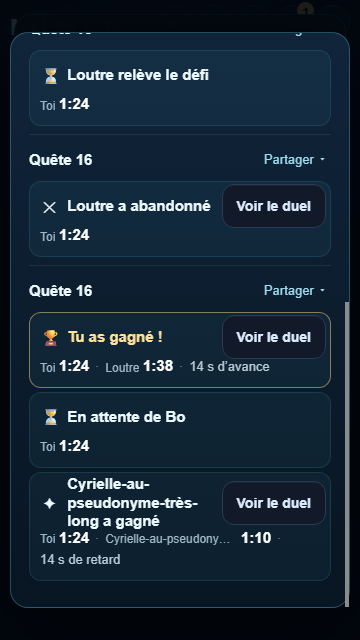 Loutre relève le défi
Toi 1:24
Quête 16 Partager
Loutre a abandonné Voir le duel
Toi 1:24
Quête 16 Partager
Tu as gagné ! Voir le duel
Toi 1:24 · Loutre 1:38 · 14 s d'avance
En attente de Bo
Toi 1:24
Cyrielle-au-
pseudonyme-très-
long a gagné
Voir le duel
Toi 1:24 · Cyrielle-au-pseudony… 1:10 ·
14 s de retard